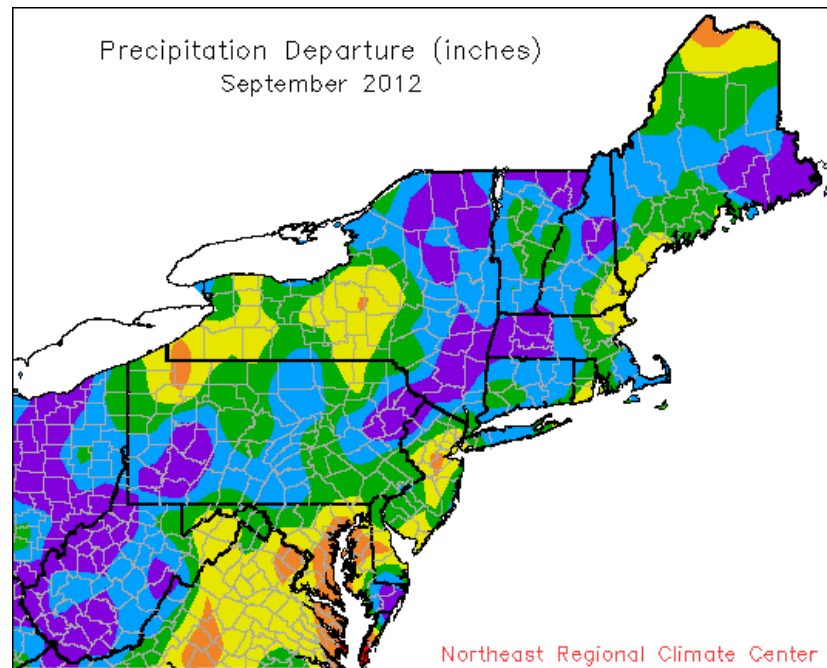 Precipitation Departure (inches)
September 2012
Northeast Regional Climate Center